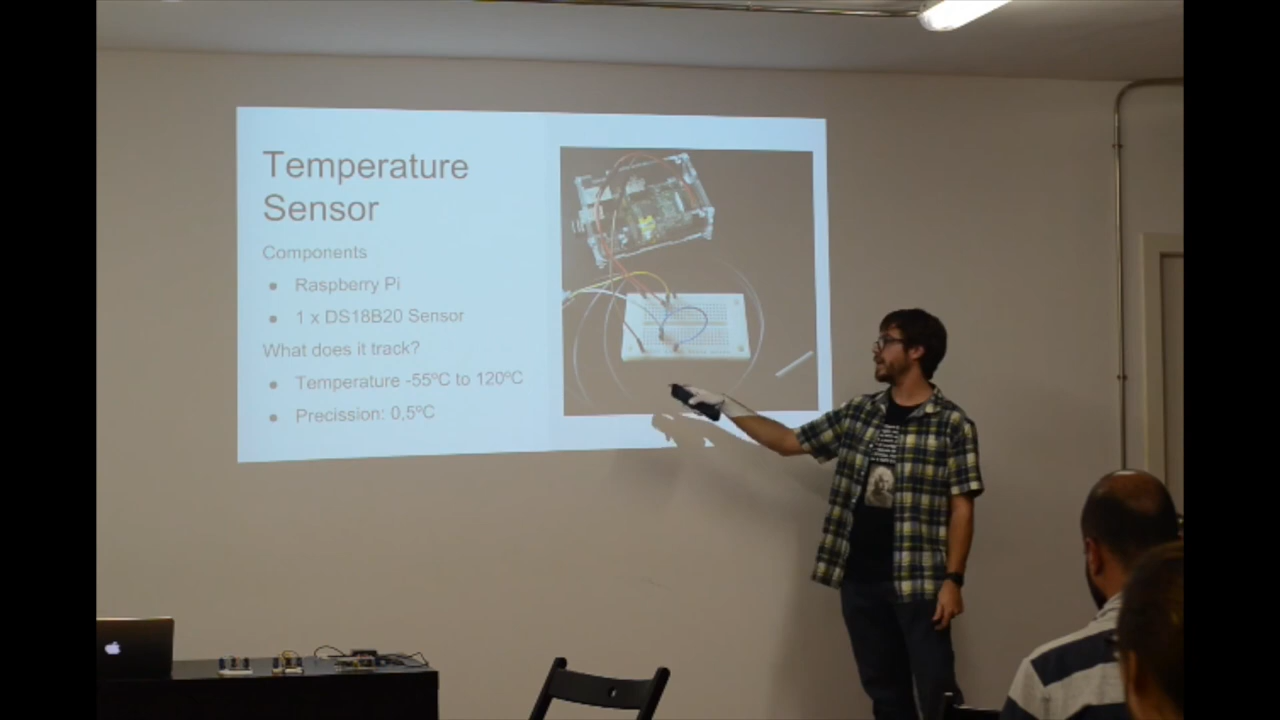 Temperature
Sensor
Components
● Raspberry Pi
● 1 x DS18B20 Sensor
What does it track?
● Temperature -55ºC to 120ºC
● Precission: 0,5ºC